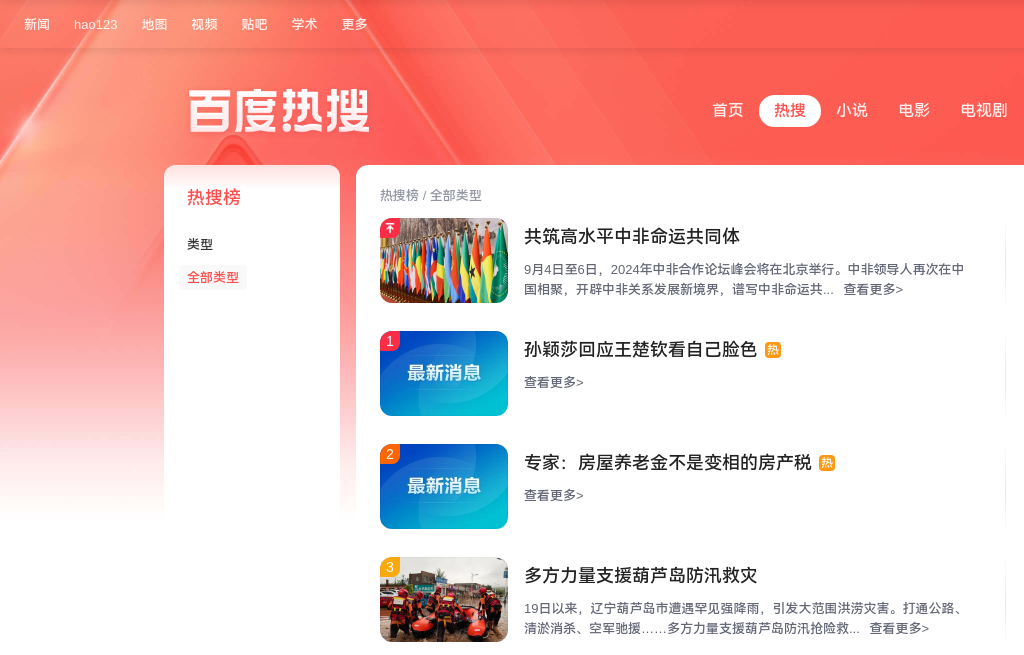 新闻 hao123 地图 视频 贴吧 学术 更多
百度热搜
首页 热搜 小说 电影 电视剧
热搜榜
类型
全部类型
热搜榜 / 全部类型
共筑高水平中非命运共同体
9月4日至6日，2024年中非合作论坛峰会将在北京举行。中非领导人再次在中
国相聚，开辟中非关系发展新境界，谱写中非命运共... 查看更多>
1
最新消息
孙颖莎回应王楚钦看自己脸色 热
查看更多>
2
最新消息
专家：房屋养老金不是变相的房产税 热
查看更多>
3
多方力量支援葫芦岛防汛救灾
19日以来，辽宁葫芦岛市遭遇罕见强降雨，引发大范围洪涝灾害。打通公路、
清淤消杀、空军驰援……多方力量支援葫芦岛防汛抢险救... 查看更多>